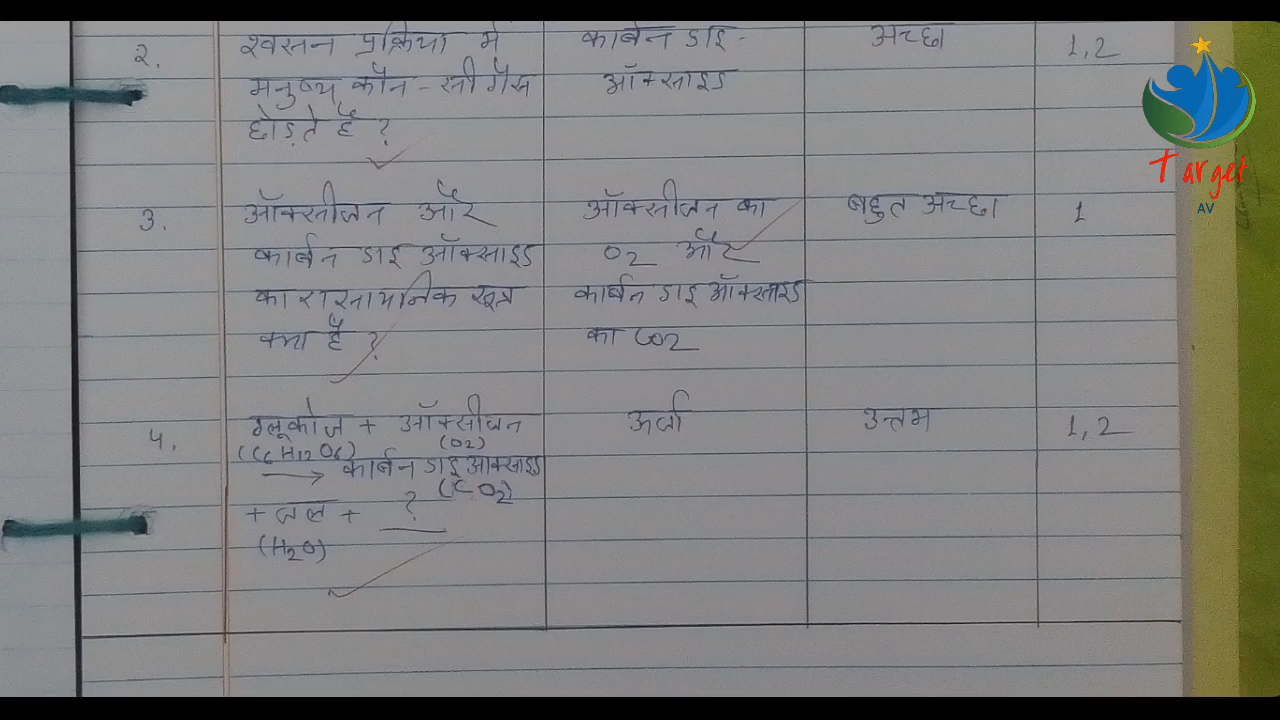 2. श्वसन प्रक्रिया में कार्बन डाइ- अच्छा 1,2
मनुष्य कौन-सी गैस ऑक्साइड
छोड़ते हैं ?
3. ऑक्सीजन और ऑक्सीजन का बहुत अच्छा 1
कार्बन डाइ ऑक्साइड O2 और
का रासायनिक सूत्र कार्बन डाइ ऑक्साइड
क्या है ? का CO2
4. ग्लूकोज + ऑक्सीजन ऊर्जा उत्तम 1,2
(C6H12O6) (O2)
→ कार्बन डाइ ऑक्साइड
(CO2)
+ जल + ?
(H2O)
Target
AV